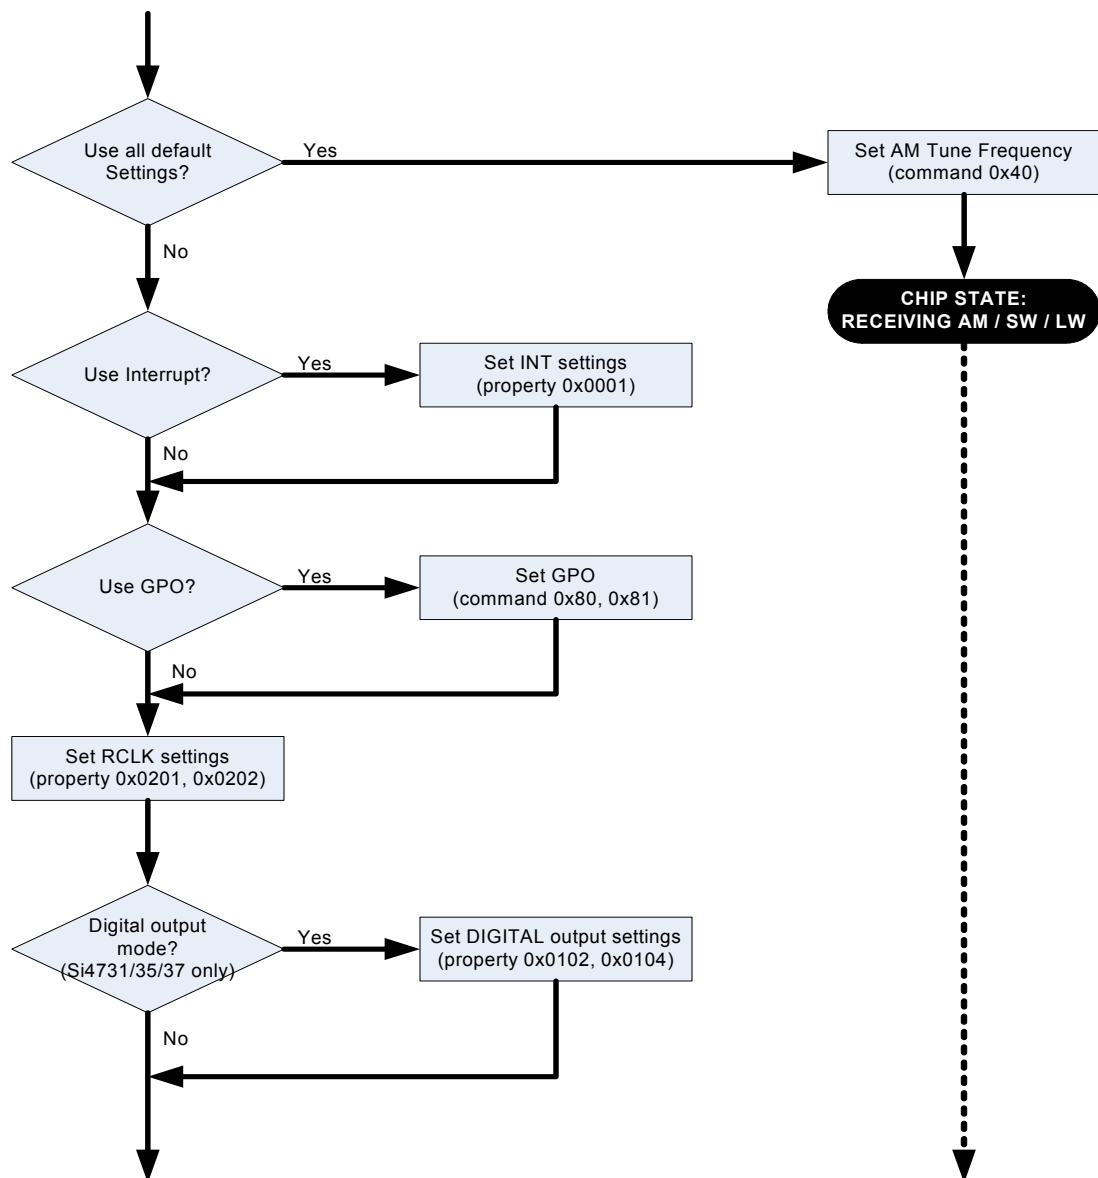 Use all default
Settings?
Yes
Set AM Tune Frequency
(command 0x40)
No
CHIP STATE:
RECEIVING AM / SW / LW
Use Interrupt?
Yes
Set INT settings
(property 0x0001)
No
Use GPO?
Yes
Set GPO
(command 0x80, 0x81)
No
Set RCLK settings
(property 0x0201, 0x0202)
Digital output
mode?
(Si4731/35/37 only)
Yes
Set DIGITAL output settings
(property 0x0102, 0x0104)
No